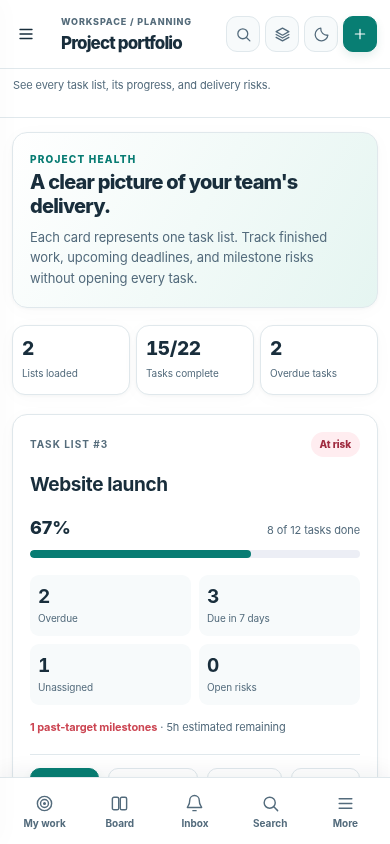 WORKSPACE / PLANNING
Project portfolio
See every task list, its progress, and delivery risks.
PROJECT HEALTH
A clear picture of your team's
delivery.
Each card represents one task list. Track finished
work, upcoming deadlines, and milestone risks
without opening every task.
2
Lists loaded
15/22
Tasks complete
2
Overdue tasks
TASK LIST #3
At risk
Website launch
67%
8 of 12 tasks done
2
Overdue
3
Due in 7 days
1
Unassigned
0
Open risks
1 past-target milestones · 5h estimated remaining
My work
Board
Inbox
Search
More